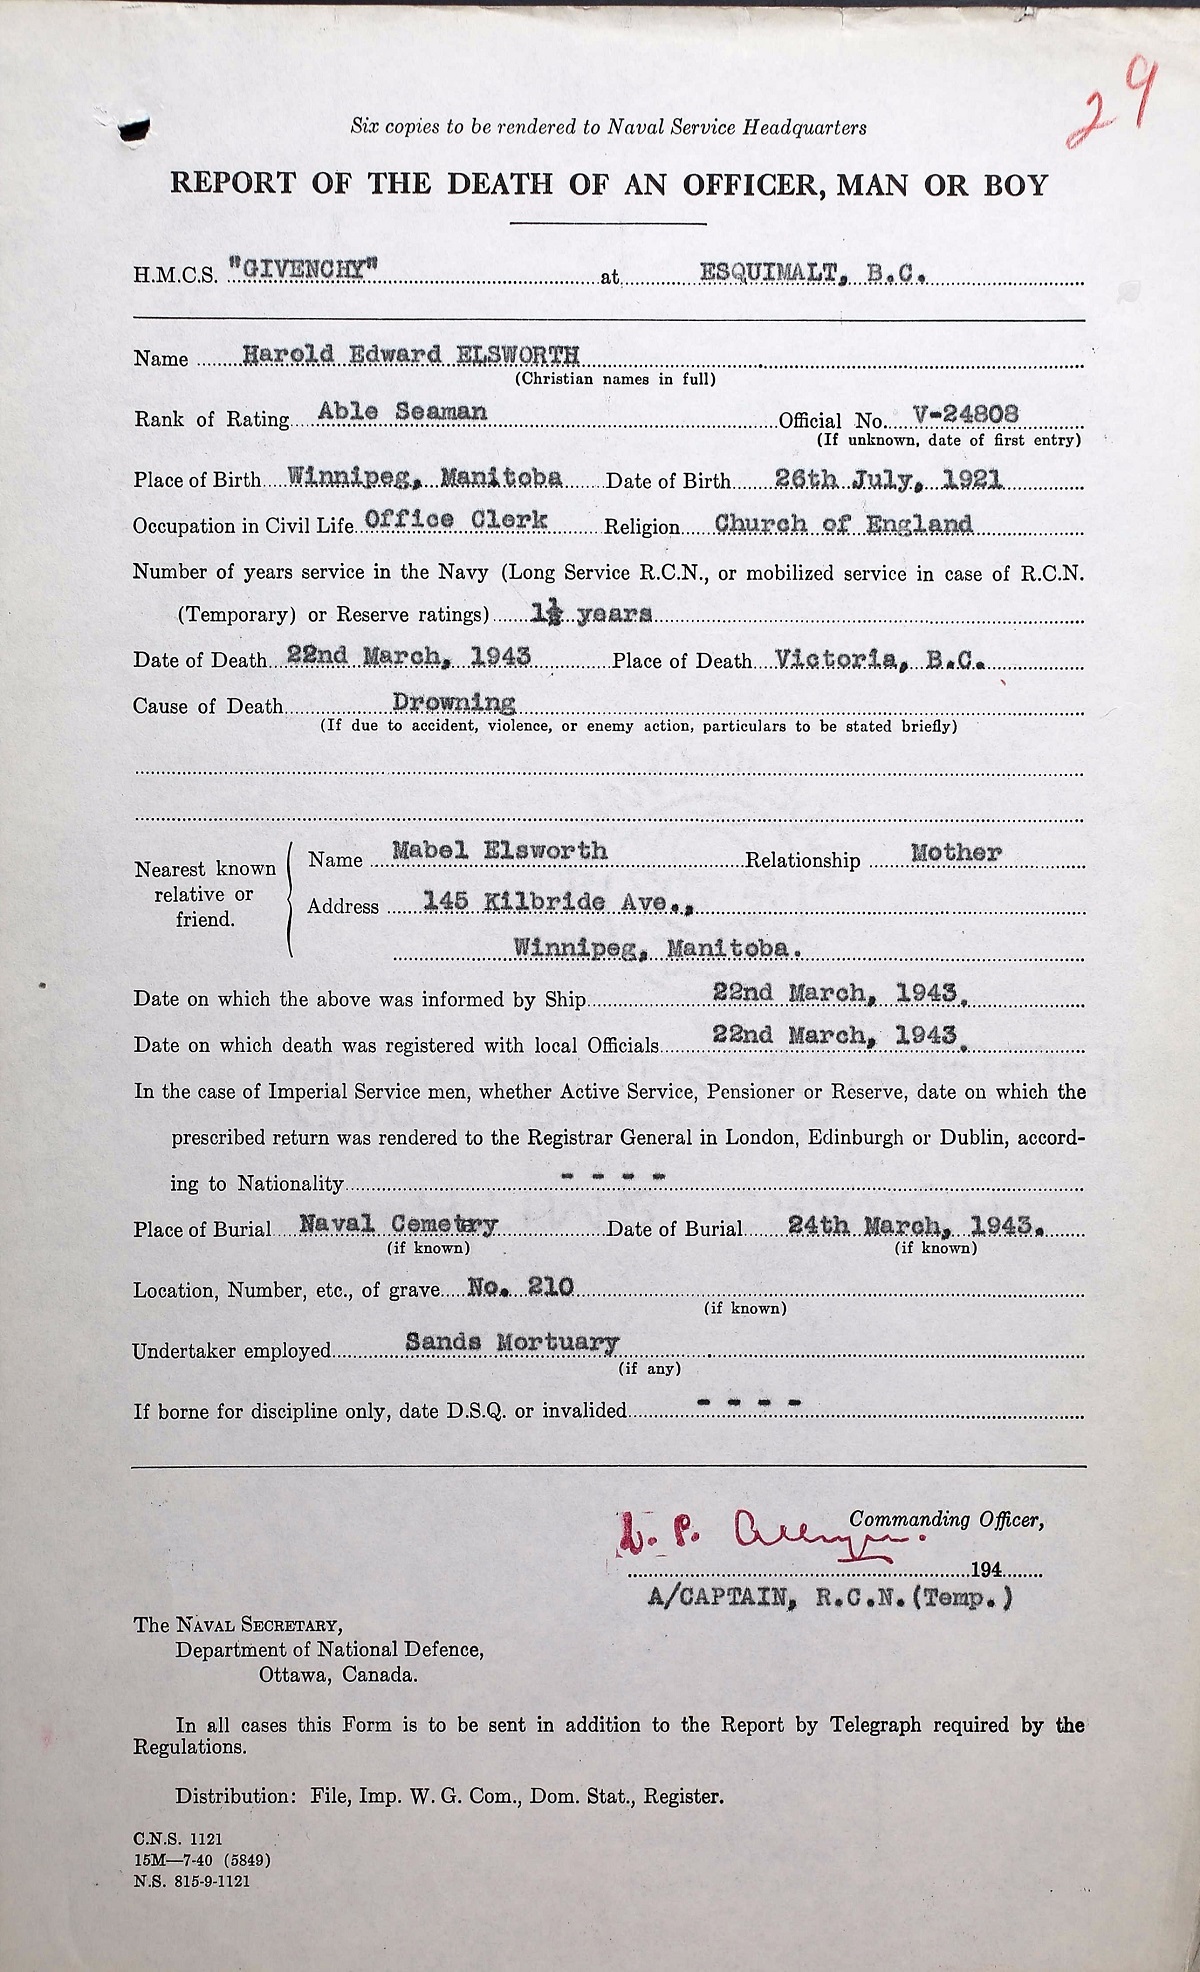 29
Six copies to be rendered to Naval Service Headquarters
REPORT OF THE DEATH OF AN OFFICER, MAN OR BOY
H.M.C.S. "GIVENCHY" at ESQUIMALT, B.C.
Name Harold Edward ELSWORTH
(Christian names in full)
Rank of Rating Able Seaman Official No. V-24808
(If unknown, date of first entry)
Place of Birth Winnipeg, Manitoba Date of Birth 26th July, 1921
Occupation in Civil Life Office Clerk Religion Church of England
Number of years service in the Navy (Long Service R.C.N., or mobilized service in case of R.C.N.
(Temporary) or Reserve ratings) 1½ years
Date of Death 22nd March, 1943 Place of Death Victoria, B.C.
Cause of Death Drowning
(If due to accident, violence, or enemy action, particulars to be stated briefly)
Nearest known relative or friend.
Name Mabel Elsworth Relationship Mother
Address 145 Kilbride Ave.,
Winnipeg, Manitoba.
Date on which the above was informed by Ship 22nd March, 1943.
Date on which death was registered with local Officials 22nd March, 1943.
In the case of Imperial Service men, whether Active Service, Pensioner or Reserve, date on which the
prescribed return was rendered to the Registrar General in London, Edinburgh or Dublin, accord-
ing to Nationality - - - -
Place of Burial Naval Cemetry Date of Burial 24th March, 1943.
(if known) (if known)
Location, Number, etc., of grave No. 210
(if known)
Undertaker employed Sands Mortuary
(if any)
If borne for discipline only, date D.S.Q. or invalided - - - -
Commanding Officer,
194
A/CAPTAIN, R.C.N.(Temp.)
The NAVAL SECRETARY,
Department of National Defence,
Ottawa, Canada.
In all cases this Form is to be sent in addition to the Report by Telegraph required by the
Regulations.
Distribution: File, Imp. W. G. Com., Dom. Stat., Register.
C.N.S. 1121
15M—7-40 (5849)
N.S. 815-9-1121